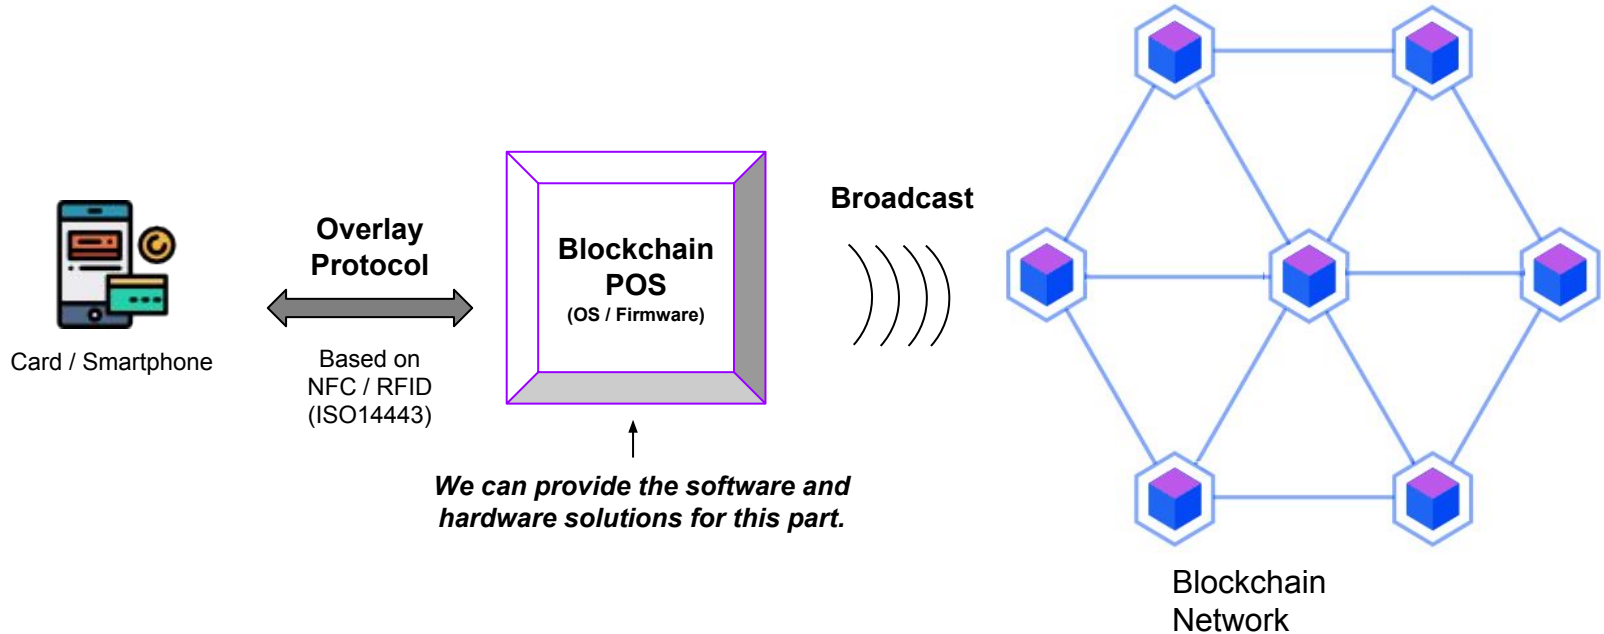 Card / Smartphone
Overlay
Protocol
Based on
NFC / RFID
(ISO14443)
Blockchain
POS
(OS / Firmware)
We can provide the software and
hardware solutions for this part.
Broadcast
Blockchain
Network